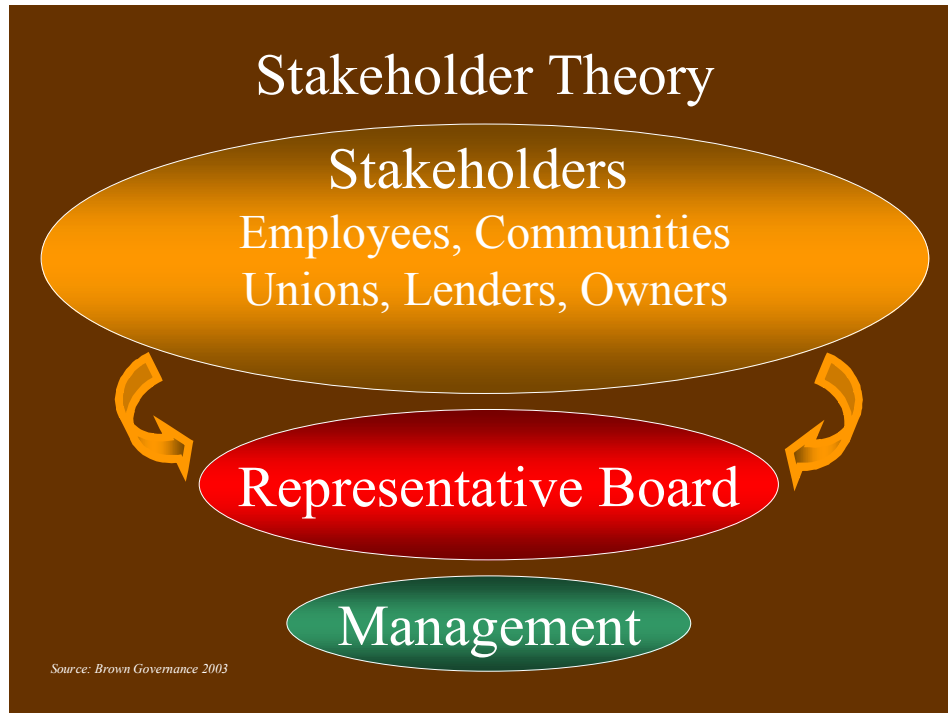 Stakeholder Theory
Stakeholders
Employees, Communities
Unions, Lenders, Owners
Representative Board
Management
Source: Brown Governance 2003